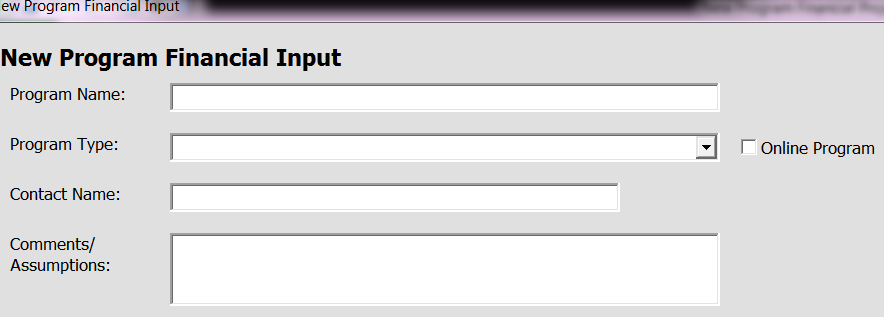 ew Program Financial Input
New Program Financial Input
Program Name:
Program Type:
Online Program
Contact Name:
Comments/
Assumptions: